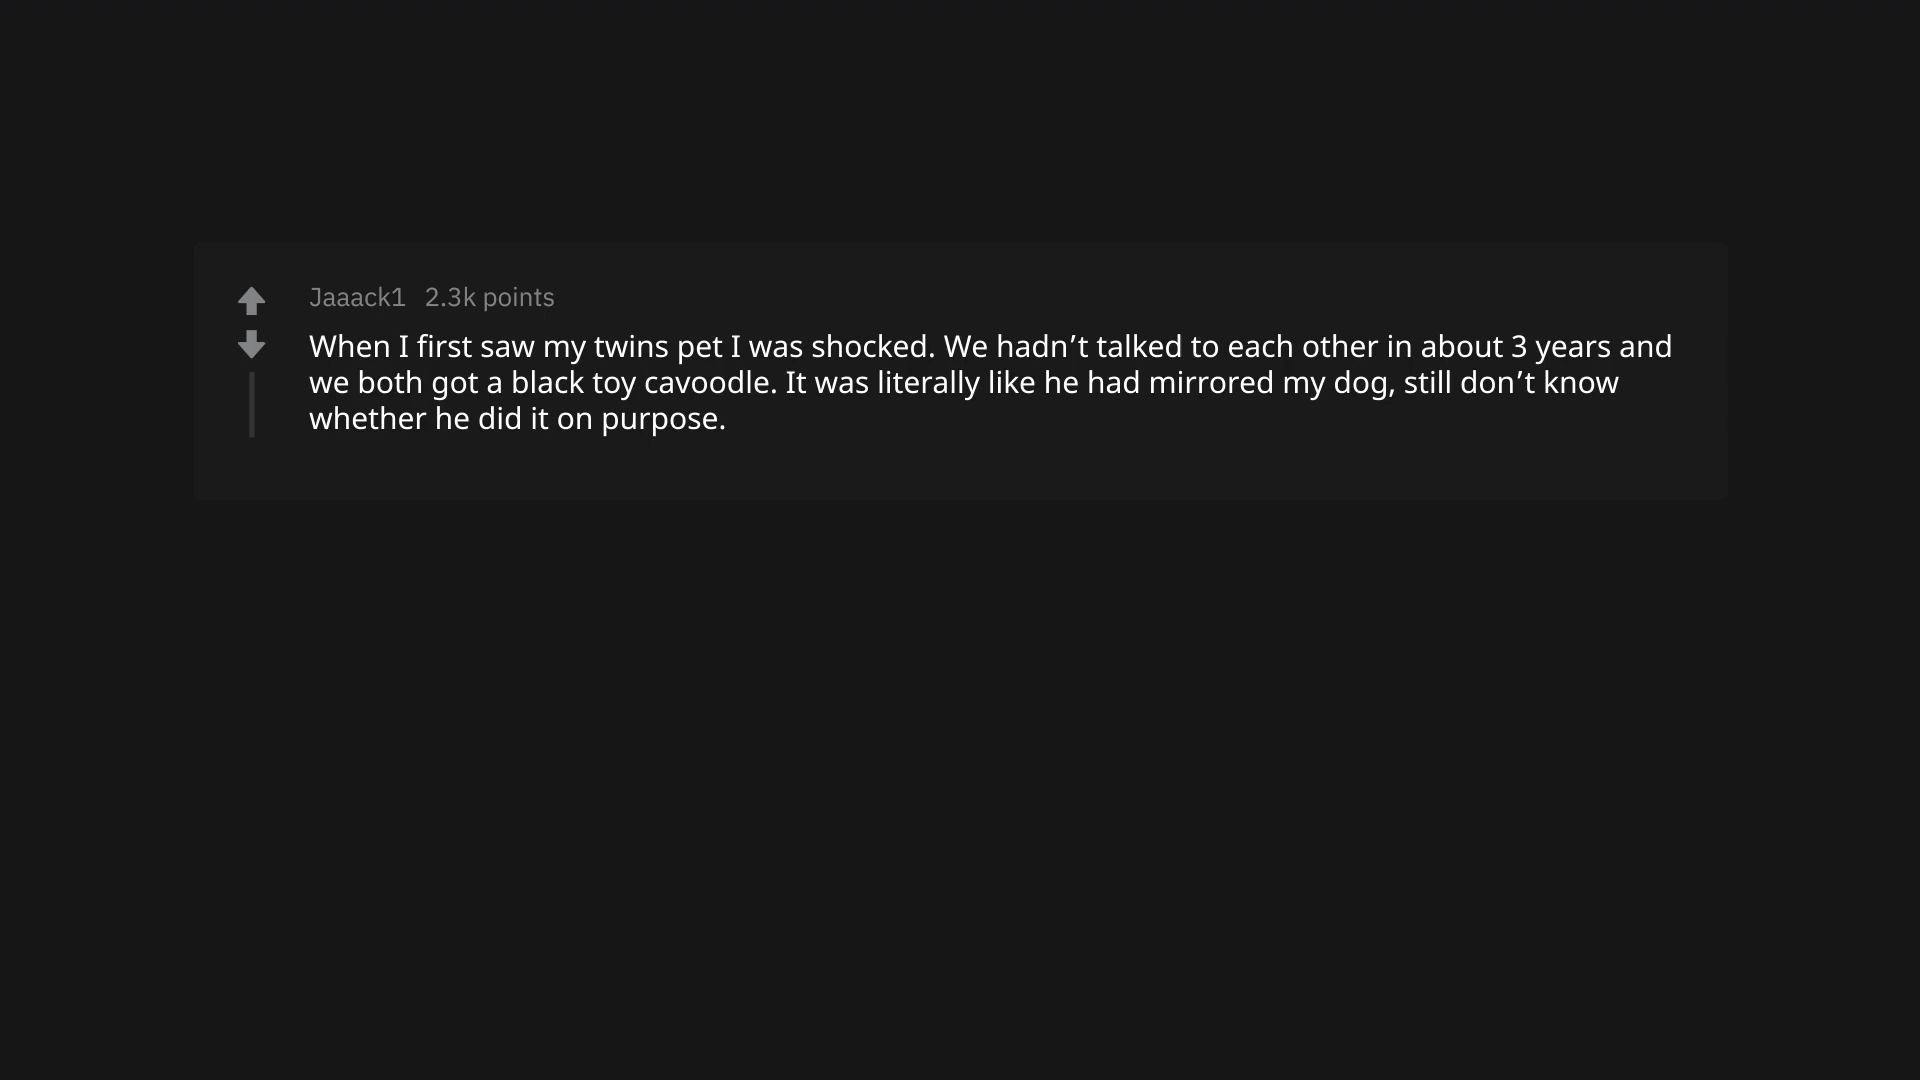 Jaaack1 2.3k points
When I first saw my twins pet I was shocked. We hadn’t talked to each other in about 3 years and
we both got a black toy cavoodle. It was literally like he had mirrored my dog, still don’t know
whether he did it on purpose.